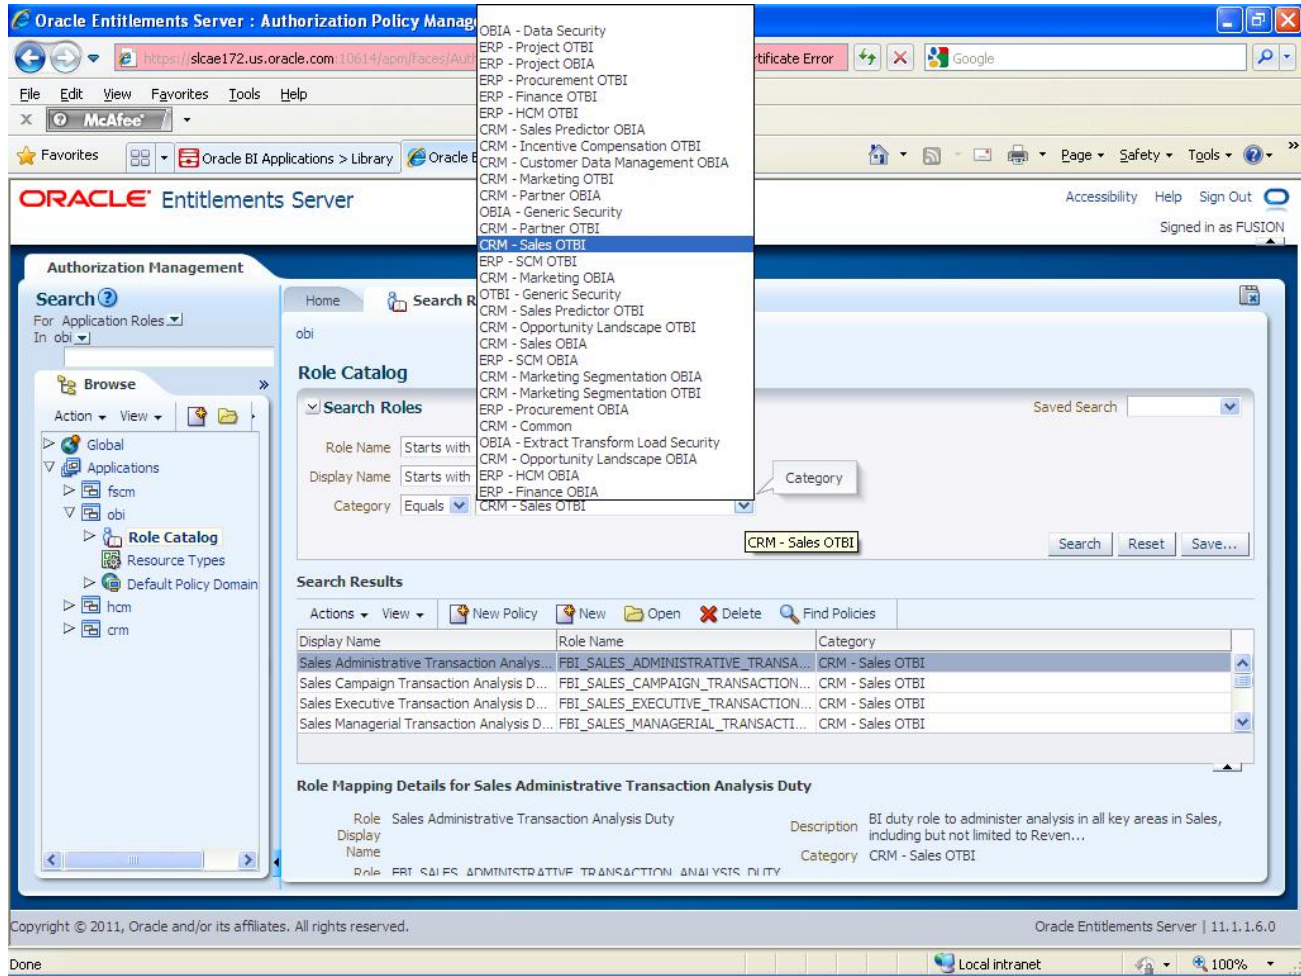 Oracle Entitlements Server : Authorization Policy Manag
https://slcae172.us.oracle.com:10614/apm/faces/Aut
rtificate Error
Google
File Edit View Favorites Tools Help
X McAfee
Favorites
Oracle BI Applications > Library
Oracle E
Page Safety Tools
ORACLE Entitlements Server
Accessibility Help Sign Out
Signed in as FUSION
OBIA - Data Security
ERP - Project OTBI
ERP - Project OBIA
ERP - Procurement OTBI
ERP - Finance OTBI
ERP - HCM OTBI
CRM - Sales Predictor OBIA
CRM - Incentive Compensation OTBI
CRM - Customer Data Management OBIA
CRM - Marketing OTBI
CRM - Partner OBIA
OBIA - Generic Security
CRM - Partner OTBI
CRM - Sales OTBI
ERP - SCM OTBI
CRM - Marketing OBIA
OTBI - Generic Security
CRM - Sales Predictor OTBI
CRM - Opportunity Landscape OTBI
CRM - Sales OBIA
ERP - SCM OBIA
CRM - Marketing Segmentation OBIA
CRM - Marketing Segmentation OTBI
ERP - Procurement OBIA
CRM - Common
OBIA - Extract Transform Load Security
CRM - Opportunity Landscape OBIA
ERP - HCM OBIA
ERP - Finance OBIA
Authorization Management
Search
For Application Roles
In obi
Browse »
Action View
Global
Applications
fscm
obi
Role Catalog
Resource Types
Default Policy Domain
hcm
crm
Home
Search R
obi
Role Catalog
Search Roles
Saved Search
Role Name Starts with
Display Name Starts with
Category Equals CRM - Sales OTBI
Category
CRM - Sales OTBI
Search Reset Save...
Search Results
Actions View New Policy New Open Delete Find Policies
Display Name Role Name Category
Sales Administrative Transaction Analys... FBI_SALES_ADMINISTRATIVE_TRANSA... CRM - Sales OTBI
Sales Campaign Transaction Analysis D... FBI_SALES_CAMPAIGN_TRANSACTION... CRM - Sales OTBI
Sales Executive Transaction Analysis D... FBI_SALES_EXECUTIVE_TRANSACTION... CRM - Sales OTBI
Sales Managerial Transaction Analysis D... FBI_SALES_MANAGERIAL_TRANSACTI... CRM - Sales OTBI
Role Mapping Details for Sales Administrative Transaction Analysis Duty
Role Display Name Sales Administrative Transaction Analysis Duty
Description BI duty role to administer analysis in all key areas in Sales,
including but not limited to Reven...
Category CRM - Sales OTBI
Role FBI_SALES_ADMINISTRATIVE_TRANSACTION_ANALYSIS_DUTY
Copyright © 2011, Oracle and/or its affiliates. All rights reserved.
Oracle Entitlements Server | 11.1.1.6.0
Done
Local intranet
100%